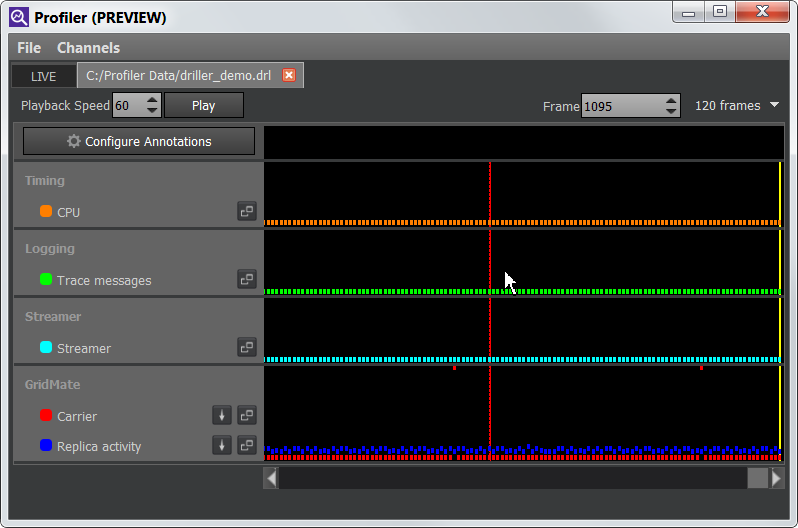 Profiler (PREVIEW)
File Channels
LIVE C:/Profiler Data/driller_demo.drl
Playback Speed 60 Play Frame 1095 120 frames
Configure Annotations
Timing
CPU
Logging
Trace messages
Streamer
Streamer
GridMate
Carrier
Replica activity